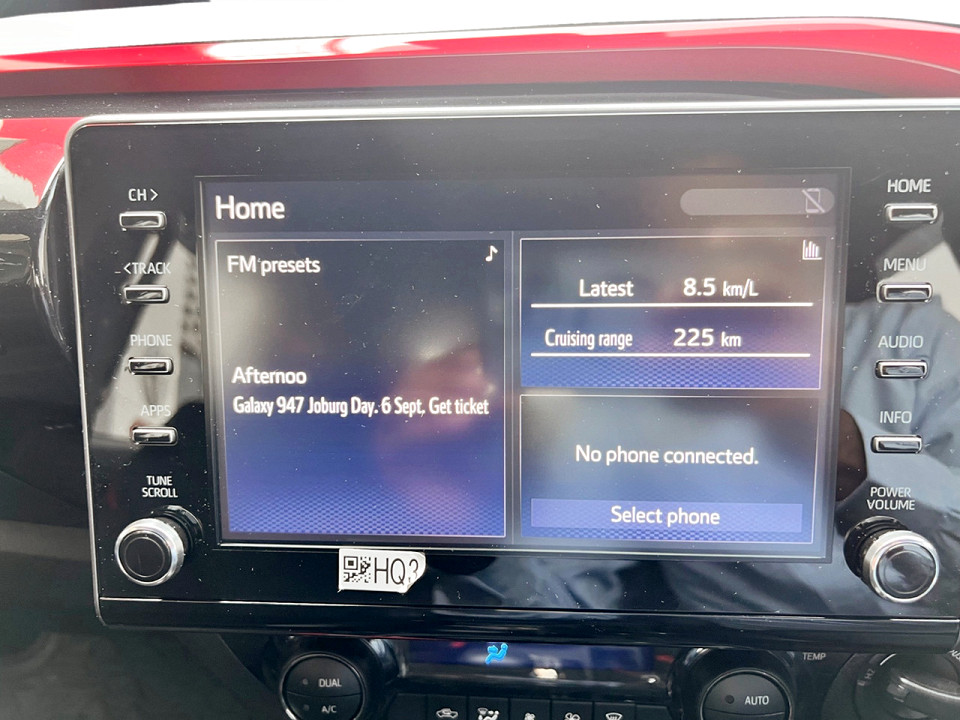 CH >
<TRACK
PHONE
APPS
TUNE
SCROLL
Home
FM presets
Afternoo
Galaxy 947 Joburg Day. 6 Sept, Get ticket
Latest 8.5 km/L
Cruising range 225 km
No phone connected.
Select phone
HOME
MENU
AUDIO
INFO
POWER
VOLUME
HQ3
DUAL
A/C
TEMP
AUTO